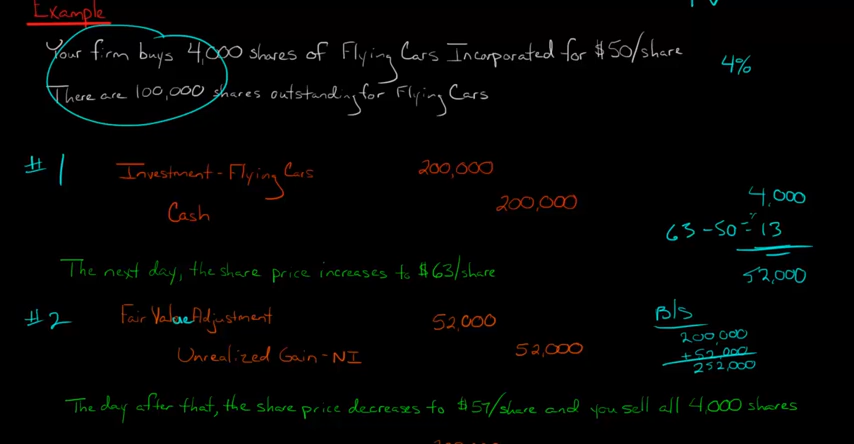 Example
Your firm buys 4,000 shares of Flying Cars Incorporated for $50/share
4%
There are 100,000 shares outstanding for Flying Cars
#1
Investment - Flying Cars 200,000
Cash 200,000
4,000
63 - 50 = 13
52,000
The next day, the share price increases to $63/share
#2
Fair Value Adjustment 52,000
Unrealized Gain - NI 52,000
B/S
200,000
+52,000
252,000
The day after that, the share price decreases to $57/share and you sell all 4,000 shares